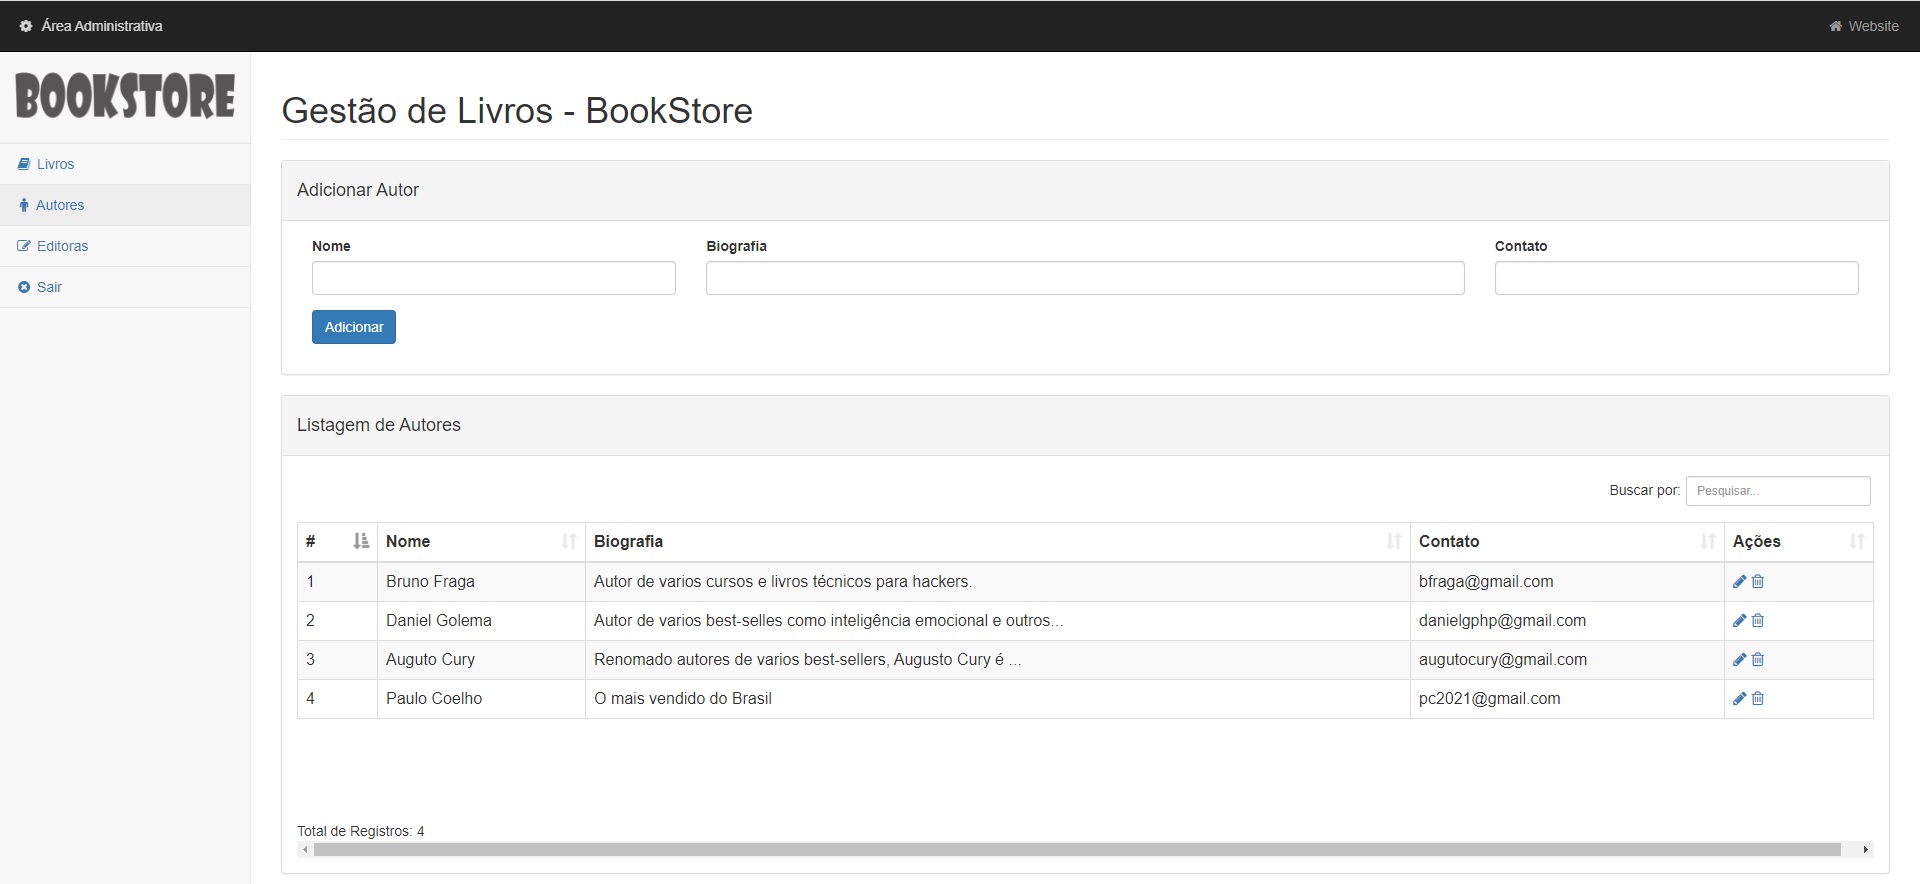 Área Administrativa
Website
BOOKSTORE
Livros
Autores
Editoras
Sair
Gestão de Livros - BookStore
Adicionar Autor
Nome Biografia Contato
Adicionar
Listagem de Autores
Buscar por: Pesquisar...
# Nome Biografia Contato Ações
1 Bruno Fraga Autor de varios cursos e livros técnicos para hackers. bfraga@gmail.com
2 Daniel Golema Autor de varios best-selles como inteligência emocional e outros... danielgphp@gmail.com
3 Auguto Cury Renomado autores de varios best-sellers, Augusto Cury é ... augutocury@gmail.com
4 Paulo Coelho O mais vendido do Brasil pc2021@gmail.com
Total de Registros: 4